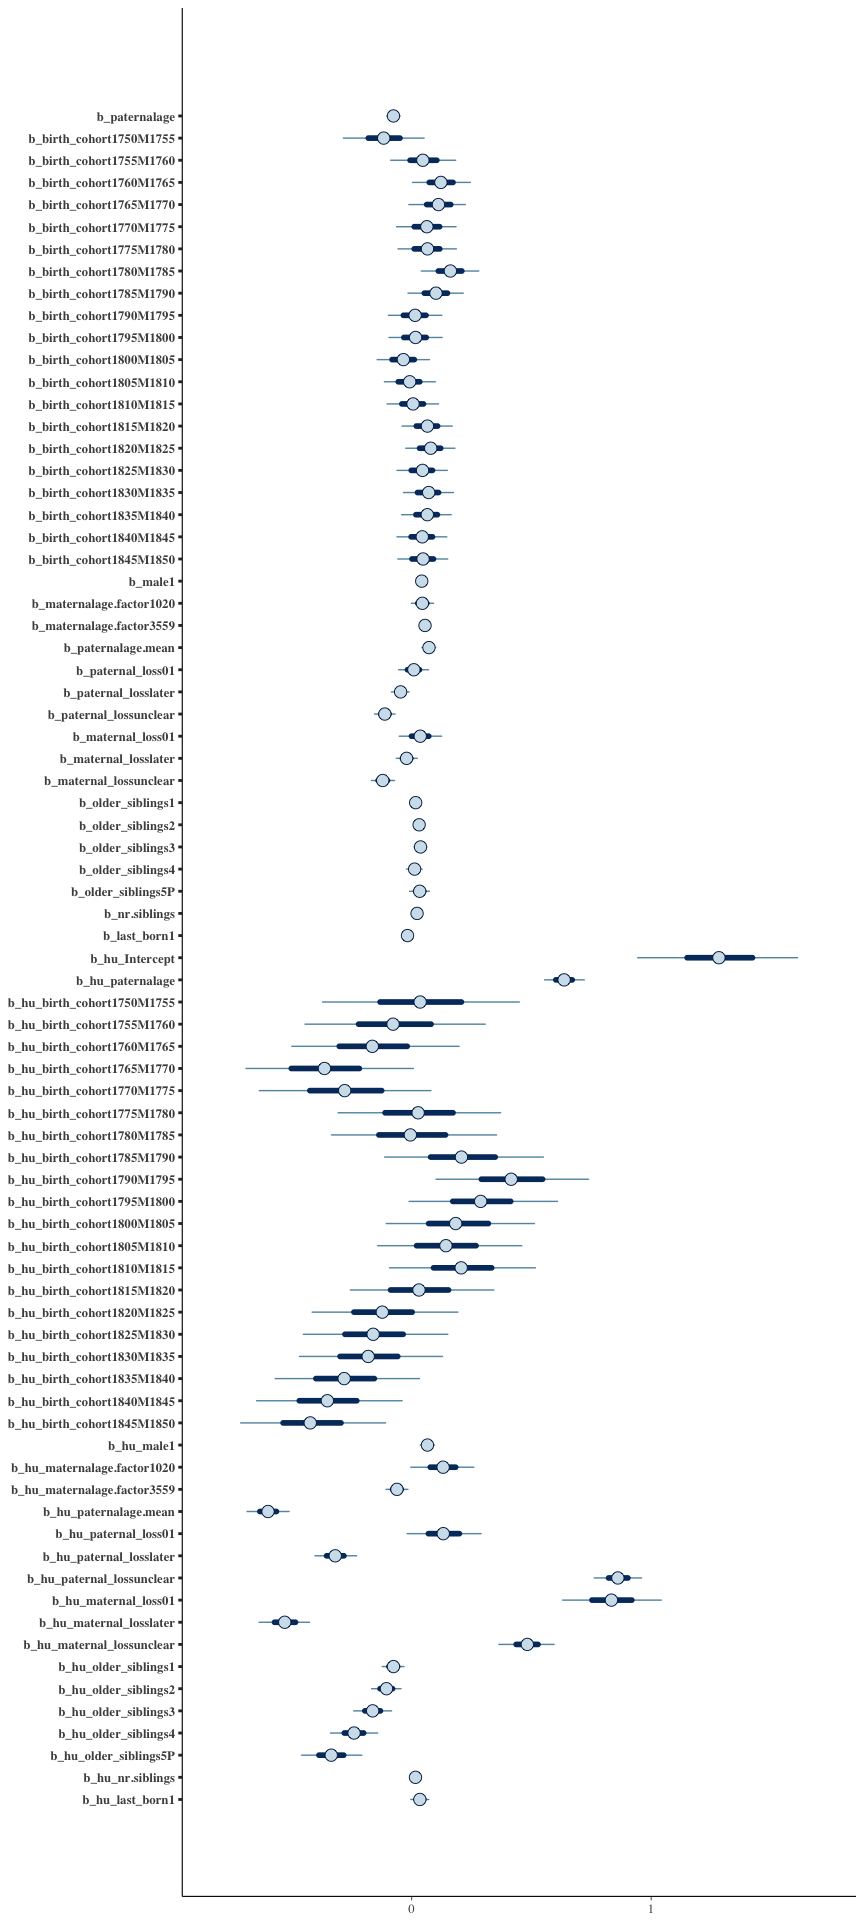 b_paternalage
b_birth_cohort1750M1755
b_birth_cohort1755M1760
b_birth_cohort1760M1765
b_birth_cohort1765M1770
b_birth_cohort1770M1775
b_birth_cohort1775M1780
b_birth_cohort1780M1785
b_birth_cohort1785M1790
b_birth_cohort1790M1795
b_birth_cohort1795M1800
b_birth_cohort1800M1805
b_birth_cohort1805M1810
b_birth_cohort1810M1815
b_birth_cohort1815M1820
b_birth_cohort1820M1825
b_birth_cohort1825M1830
b_birth_cohort1830M1835
b_birth_cohort1835M1840
b_birth_cohort1840M1845
b_birth_cohort1845M1850
b_male1
b_maternalage.factor1020
b_maternalage.factor3559
b_paternalage.mean
b_paternal_loss01
b_paternal_losslater
b_paternal_lossunclear
b_maternal_loss01
b_maternal_losslater
b_maternal_lossunclear
b_older_siblings1
b_older_siblings2
b_older_siblings3
b_older_siblings4
b_older_siblings5P
b_nr.siblings
b_last_born1
b_hu_Intercept
b_hu_paternalage
b_hu_birth_cohort1750M1755
b_hu_birth_cohort1755M1760
b_hu_birth_cohort1760M1765
b_hu_birth_cohort1765M1770
b_hu_birth_cohort1770M1775
b_hu_birth_cohort1775M1780
b_hu_birth_cohort1780M1785
b_hu_birth_cohort1785M1790
b_hu_birth_cohort1790M1795
b_hu_birth_cohort1795M1800
b_hu_birth_cohort1800M1805
b_hu_birth_cohort1805M1810
b_hu_birth_cohort1810M1815
b_hu_birth_cohort1815M1820
b_hu_birth_cohort1820M1825
b_hu_birth_cohort1825M1830
b_hu_birth_cohort1830M1835
b_hu_birth_cohort1835M1840
b_hu_birth_cohort1840M1845
b_hu_birth_cohort1845M1850
b_hu_male1
b_hu_maternalage.factor1020
b_hu_maternalage.factor3559
b_hu_paternalage.mean
b_hu_paternal_loss01
b_hu_paternal_losslater
b_hu_paternal_lossunclear
b_hu_maternal_loss01
b_hu_maternal_losslater
b_hu_maternal_lossunclear
b_hu_older_siblings1
b_hu_older_siblings2
b_hu_older_siblings3
b_hu_older_siblings4
b_hu_older_siblings5P
b_hu_nr.siblings
b_hu_last_born1
0 1